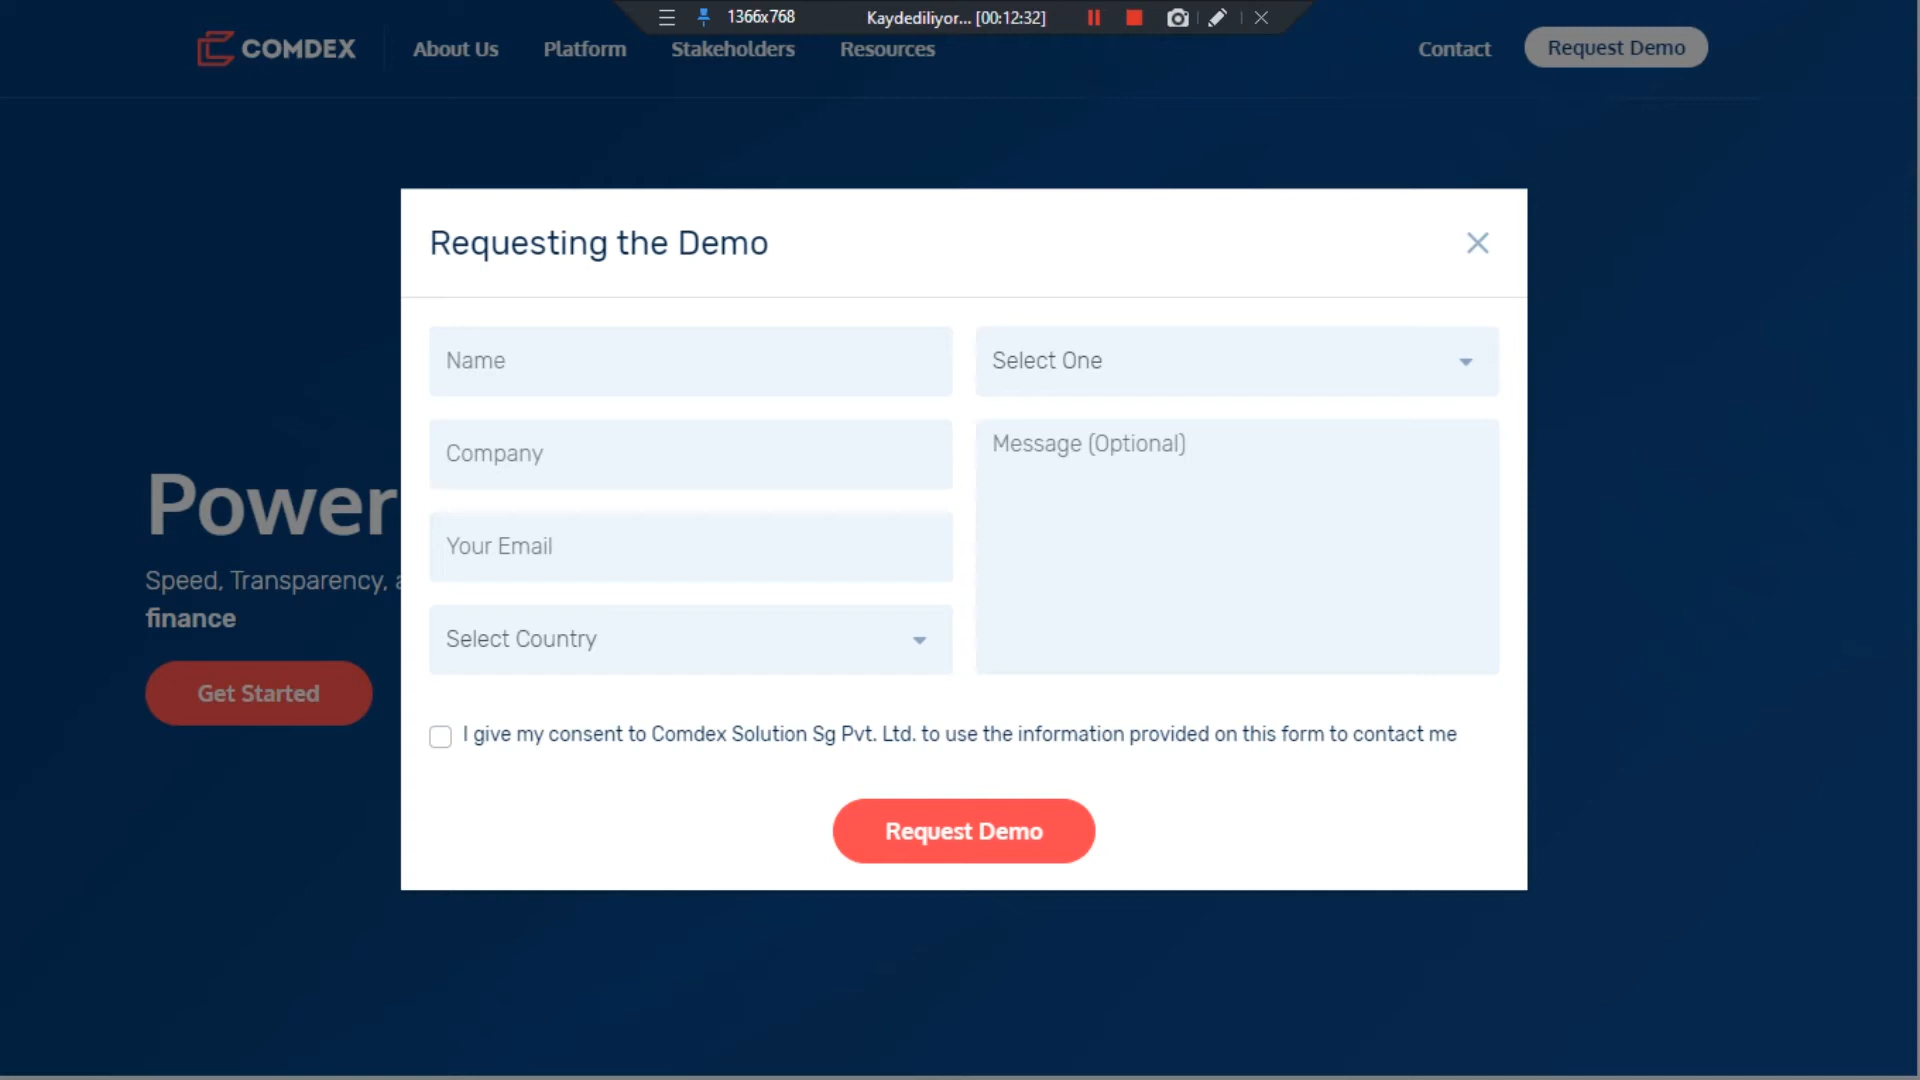 1366x768
Kaydediliyor... [00:12:32]
COMDEX
About Us
Platform
Stakeholders
Resources
Contact
Request Demo
Requesting the Demo
Name
Select One
Company
Message (Optional)
Your Email
Select Country
Power
Speed, Transparency,
finance
Get Started
I give my consent to Comdex Solution Sg Pvt. Ltd. to use the information provided on this form to contact me
Request Demo